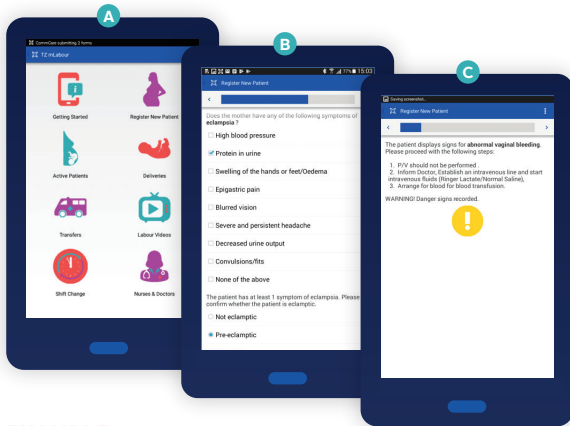 A
CommCare submitting 2 forms
TZ mLabour
Getting Started
Register New Patient
Active Patients
Deliveries
Transfers
Labour Videos
Shift Change
Nurses & Doctors
B
77% 15:03
Register New Patient
Does the mother have any of the following symptoms of
eclampsia ?
High blood pressure
Protein in urine
Swelling of the hands or feet/Oedema
Epigastric pain
Blurred vision
Severe and persistent headache
Decreased urine output
Convulsions/fits
None of the above
The patient has at least 1 symptom of eclampsia. Please
confirm whether the patient is eclamptic.
Not eclamptic
Pre-eclamptic
C
Saving screenshot...
Register New Patient
The patient displays signs for abnormal vaginal bleeding.
Please proceed with the following steps:
1. P/V should not be performed .
2. Inform Doctor, Establish an intravenous line and start
intravenous fluids (Ringer Lactate/Normal Saline),
3. Arrange for blood for blood transfusion.
WARNING! Danger signs recorded.